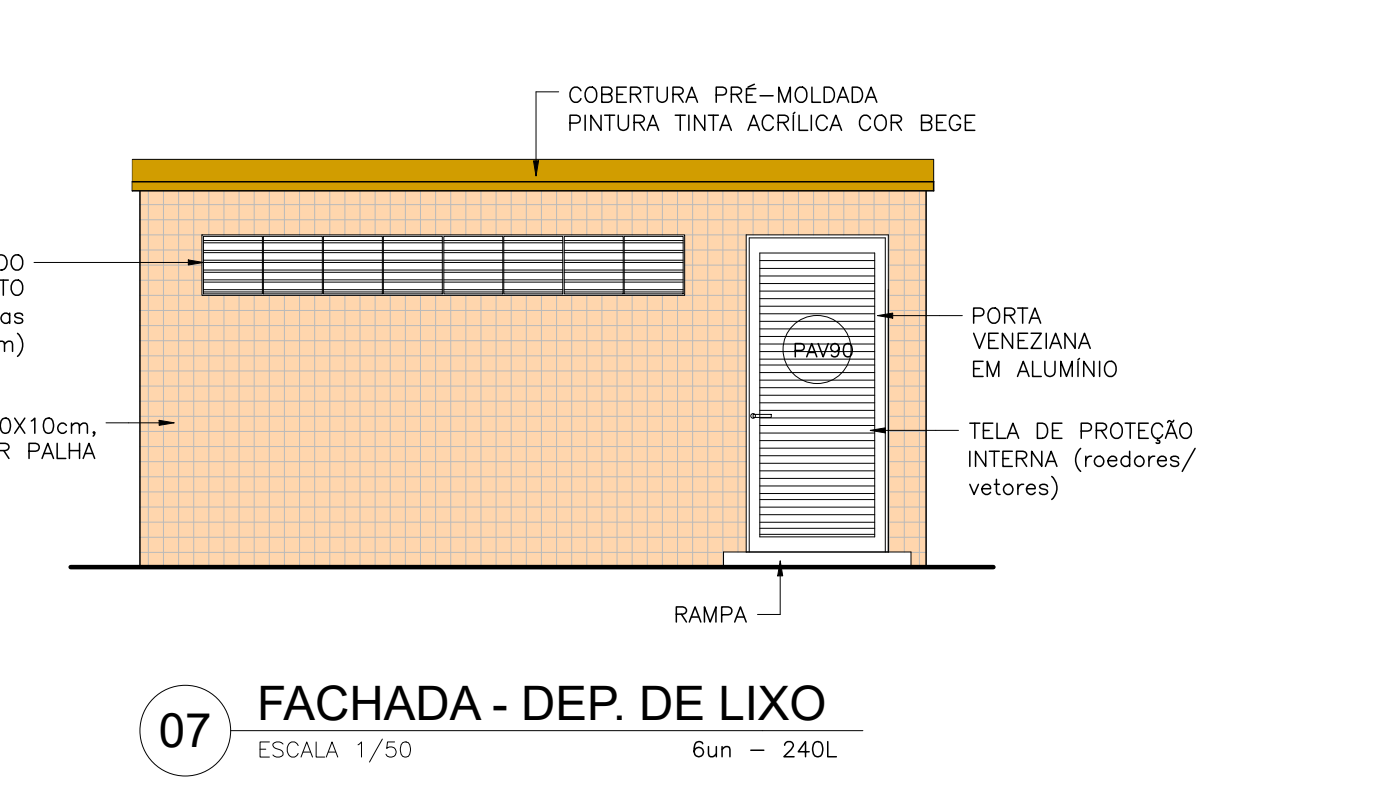 COBERTURA PRÉ-MOLDADA
PINTURA TINTA ACRÍLICA COR BEGE
DO
TO
as
m)
0X10cm,
R PALHA
PAV90
PORTA
VENEZIANA
EM ALUMÍNIO
TELA DE PROTEÇÃO
INTERNA (roedores/
vetores)
RAMPA
07
FACHADA - DEP. DE LIXO
ESCALA 1/50
6un - 240L